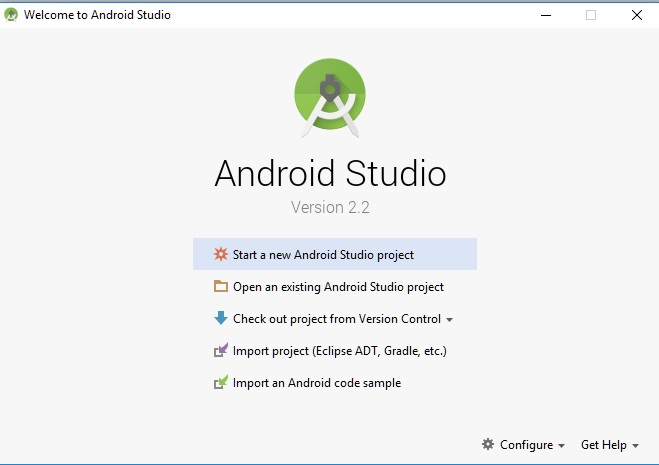 Welcome to Android Studio
Android Studio
Version 2.2
Start a new Android Studio project
Open an existing Android Studio project
Check out project from Version Control
Import project (Eclipse ADT, Gradle, etc.)
Import an Android code sample
Configure Get Help